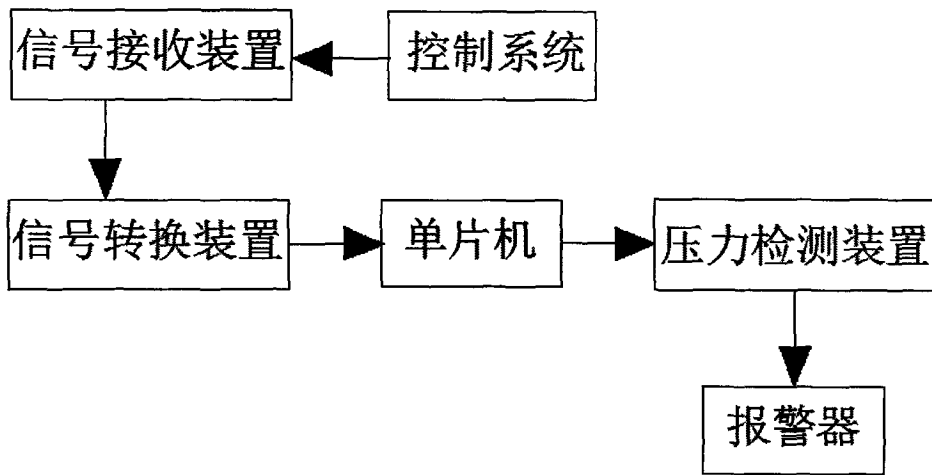 信号接收装置
控制系统
信号转换装置
单片机
压力检测装置
报警器